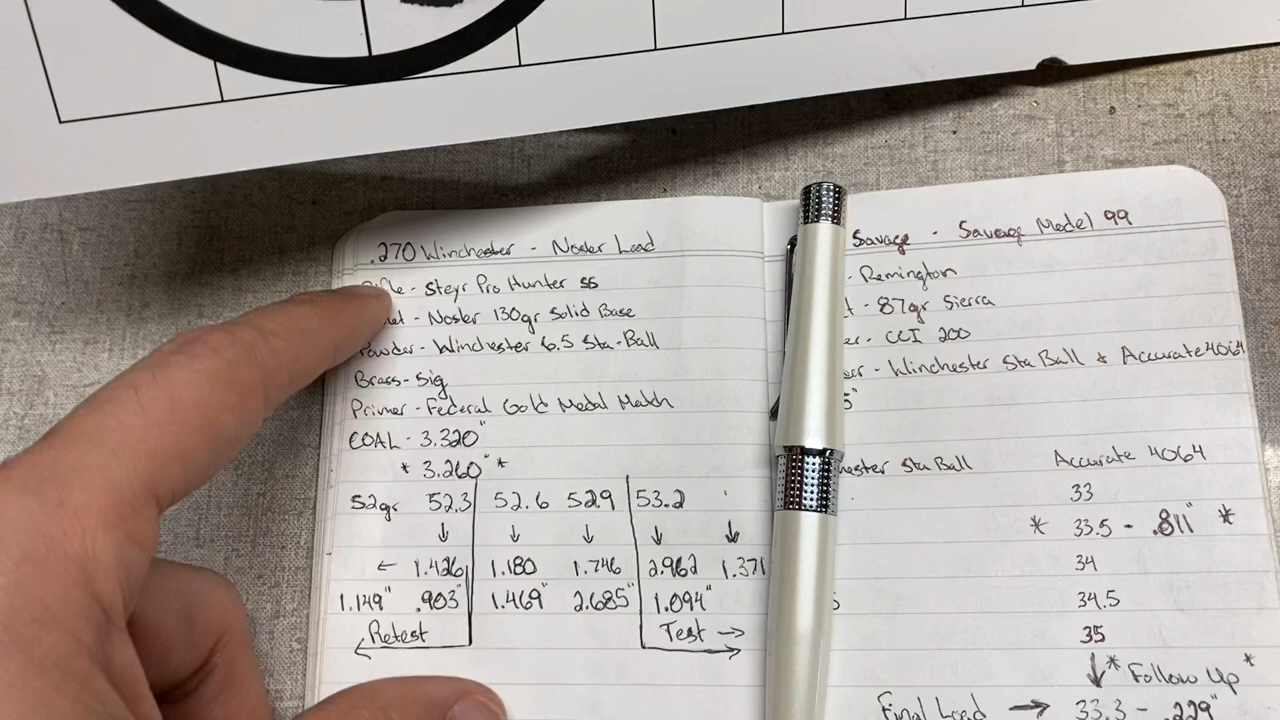 .270 Winchester - Nosler Load
- Steyr Pro Hunter SS
- Nosler 130gr Solid Base
Powder - Winchester 6.5 Sta-Ball
Brass - Sig
Primer - Federal Gold Medal Match
COAL - 3.320"
* 3.260" *
52gr 52.3 52.6 529 53.2
↓ ↓ ↓ ↓ ↓
← 1.426 1.180 1.746 2.962 1.371
1.149" .903" 1.469" 2.685" 1.094"
Retest Test →
Savage - Savage Model 99
- Remington
- 87gr Sierra
- CCI 200
- Winchester StaBall & Accurate 4064
5"
Sta Ball Accurate 4064
33
* 33.5 - .811" *
34
34.5
35
↓ * Follow Up *
Final Load → 33.3 - .229"